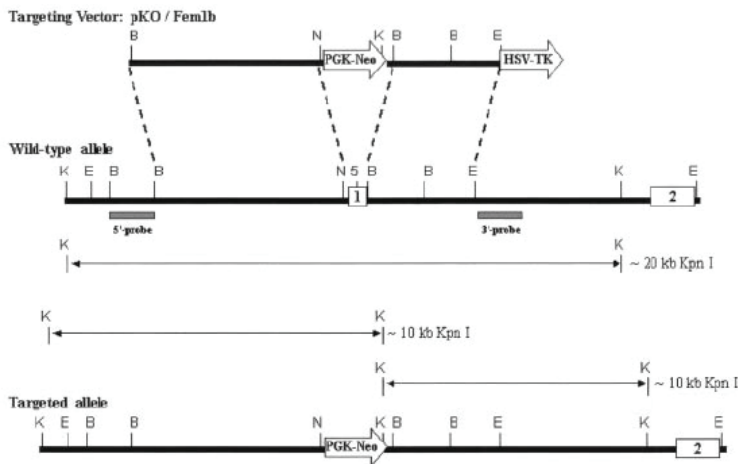 Targeting Vector: pKO / Fem1b
B N K B B E
PGK-Neo HSV-TK
Wild-type allele
K E B B N 5 B B E K E
1 2
5'-probe 3'-probe
K K
~ 20 kb Kpn I
K K
~ 10 kb Kpn I
K K
~ 10 kb Kpn I
Targeted allele
K E B B N K B B E K E
PGK-Neo 2